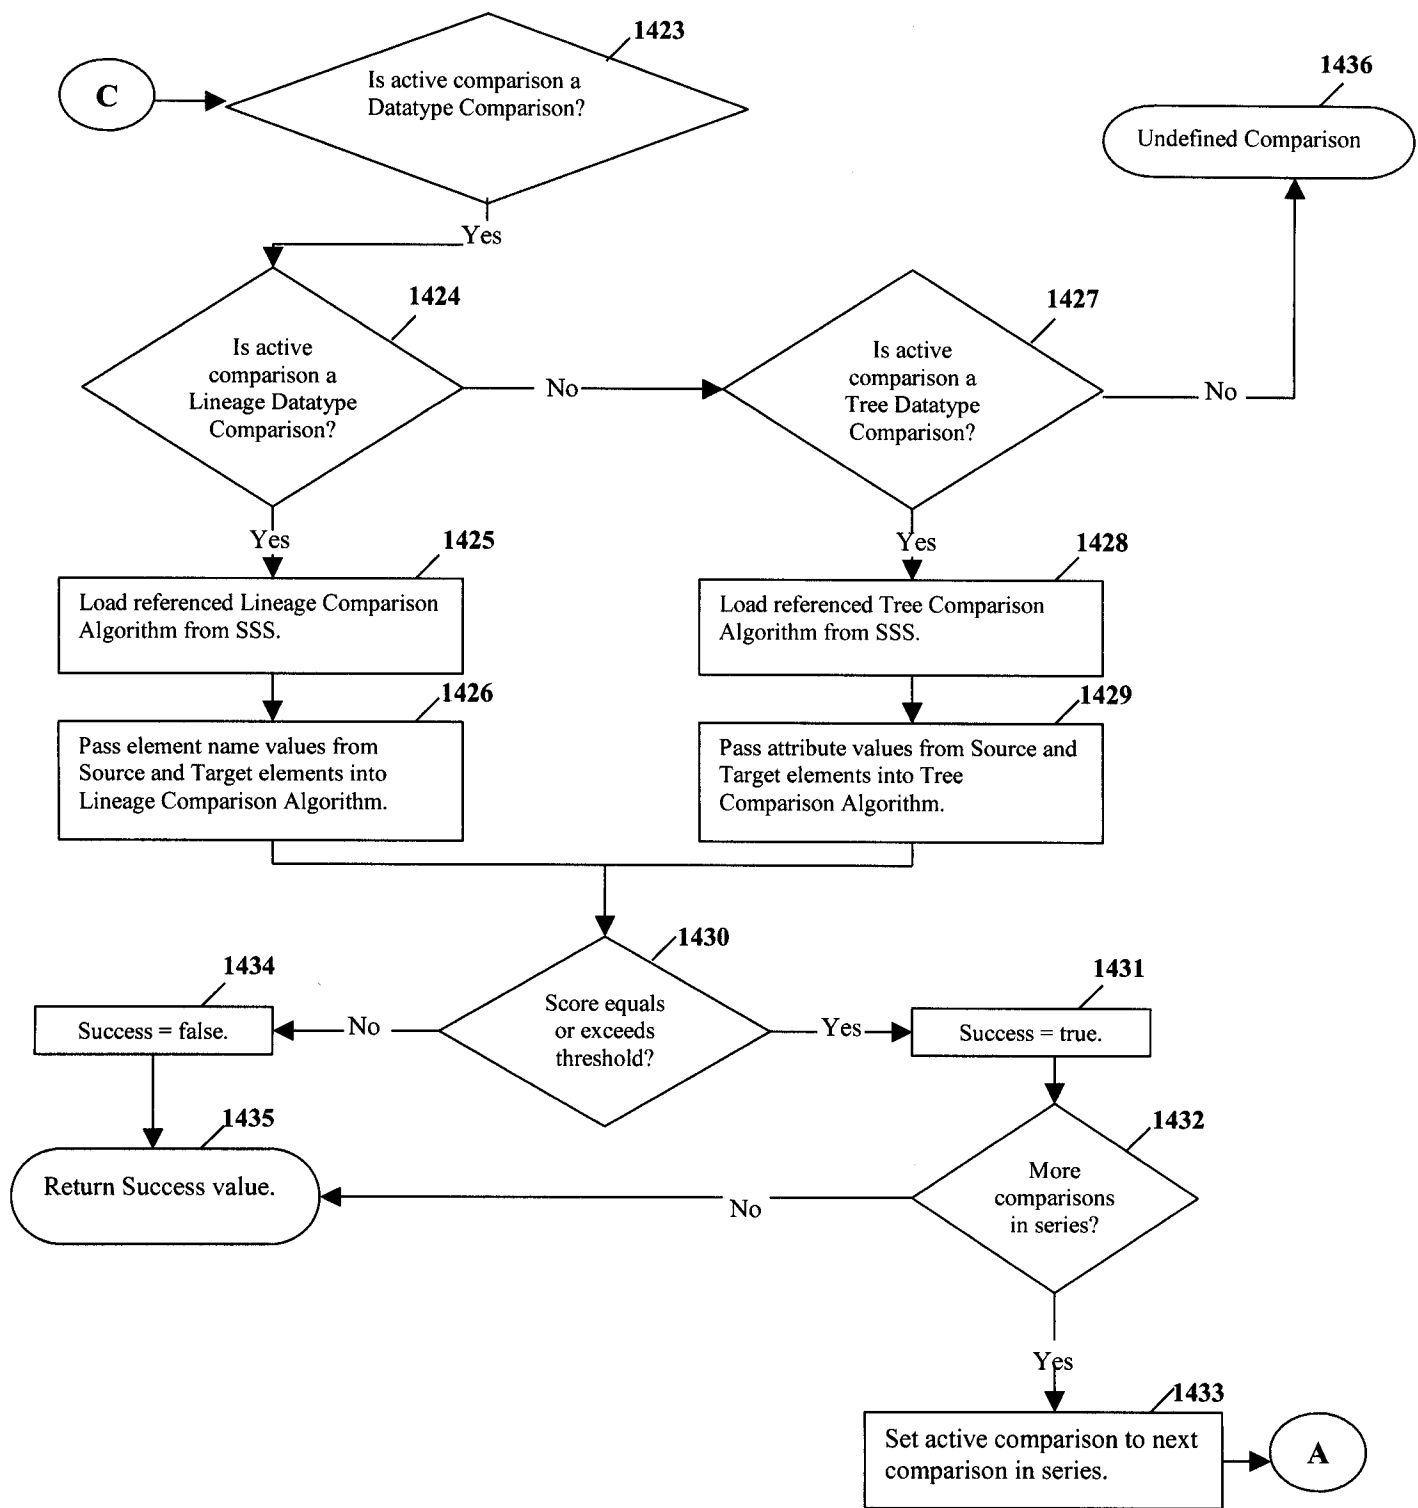 1423
C
Is active comparison a
Datatype Comparison?
1436
Undefined Comparison
Yes
1424
Is active
comparison a
Lineage Datatype
Comparison?
No
1427
Is active
comparison a
Tree Datatype
Comparison?
No
Yes
1425
Load referenced Lineage Comparison
Algorithm from SSS.
Yes
1428
Load referenced Tree Comparison
Algorithm from SSS.
1426
Pass element name values from
Source and Target elements into
Lineage Comparison Algorithm.
1429
Pass attribute values from Source and
Target elements into Tree
Comparison Algorithm.
1430
Score equals
or exceeds
threshold?
1434
Success = false.
No
Yes
1431
Success = true.
1435
Return Success value.
1432
More
comparisons
in series?
No
Yes
1433
Set active comparison to next
comparison in series.
A